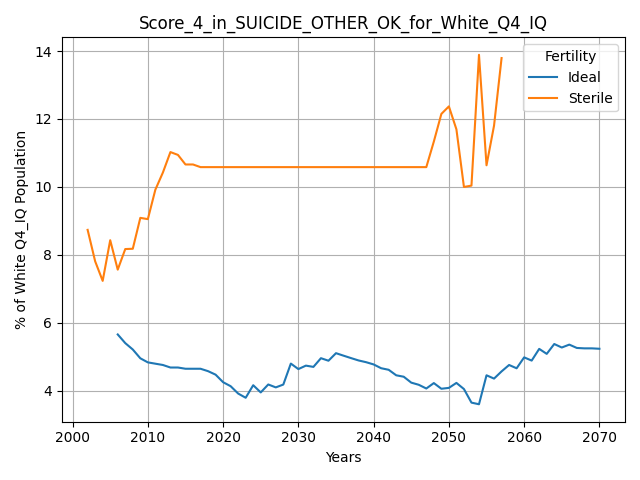 Score_4_in_SUICIDE_OTHER_OK_for_White_Q4_IQ
% of White Q4_IQ Population
14
12
10
8
6
4
Fertility
Ideal
Sterile
2000 2010 2020 2030 2040 2050 2060 2070
Years